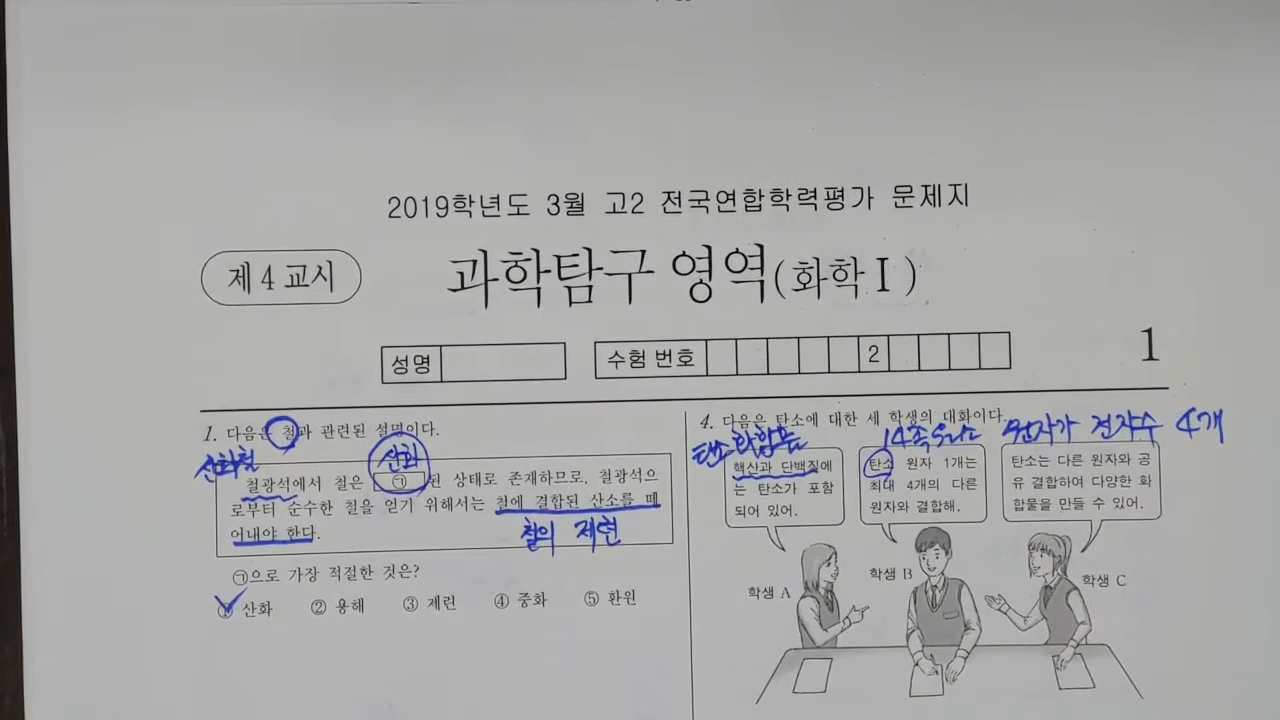 2019학년도 3월 고2 전국연합학력평가 문제지
제 4 교시
과학탐구 영역(화학Ⅰ)
성명
수험 번호
2
1
1. 다음은 철과 관련된 설명이다.
산화철
산화
철광석에서 철은 ㉠ 된 상태로 존재하므로, 철광석으
로부터 순수한 철을 얻기 위해서는 철에 결합된 산소를 떼
어내야 한다.
철의 제련
㉠으로 가장 적절한 것은?
① 산화 ② 용해 ③ 제련 ④ 중화 ⑤ 환원
4. 다음은 탄소에 대한 세 학생의 대화이다.
탄소 화합물
14족 원소
원자가 전자수 4개
핵산과 단백질에
는 탄소가 포함
되어 있어.
탄소 원자 1개는
최대 4개의 다른
원자와 결합해.
탄소는 다른 원자와 공
유 결합하여 다양한 화
합물을 만들 수 있어.
학생 A
학생 B
학생 C